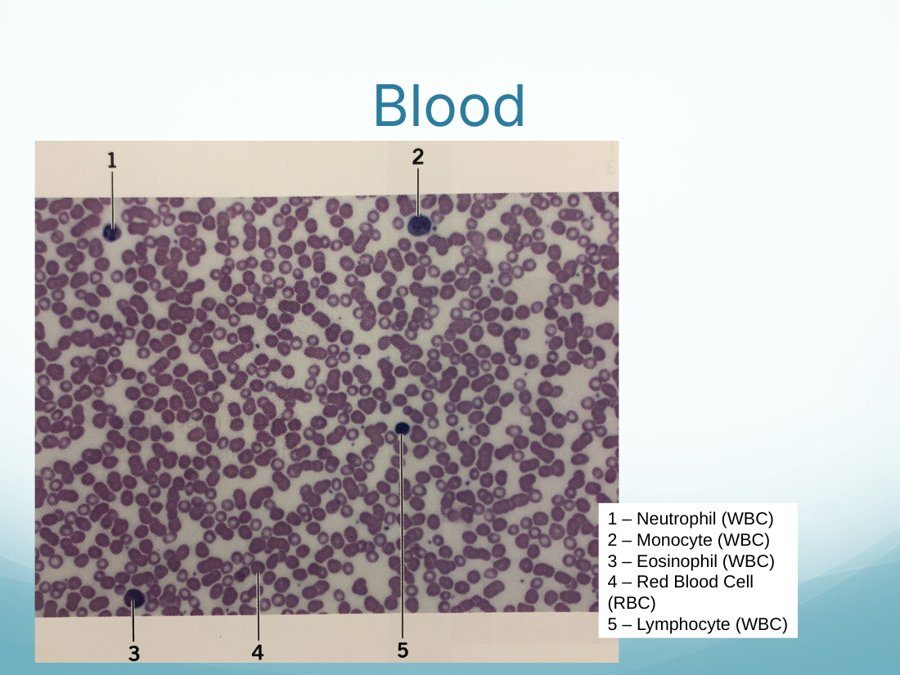 Blood
1 2
3 4 5
1 – Neutrophil (WBC)
2 – Monocyte (WBC)
3 – Eosinophil (WBC)
4 – Red Blood Cell
(RBC)
5 – Lymphocyte (WBC)